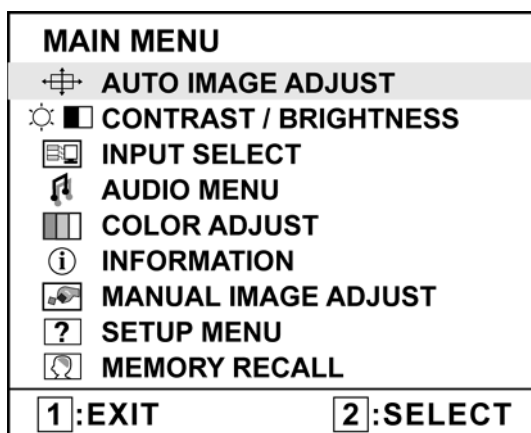 MAIN MENU
AUTO IMAGE ADJUST
CONTRAST / BRIGHTNESS
INPUT SELECT
AUDIO MENU
COLOR ADJUST
i INFORMATION
MANUAL IMAGE ADJUST
? SETUP MENU
MEMORY RECALL
1 :EXIT 2 :SELECT